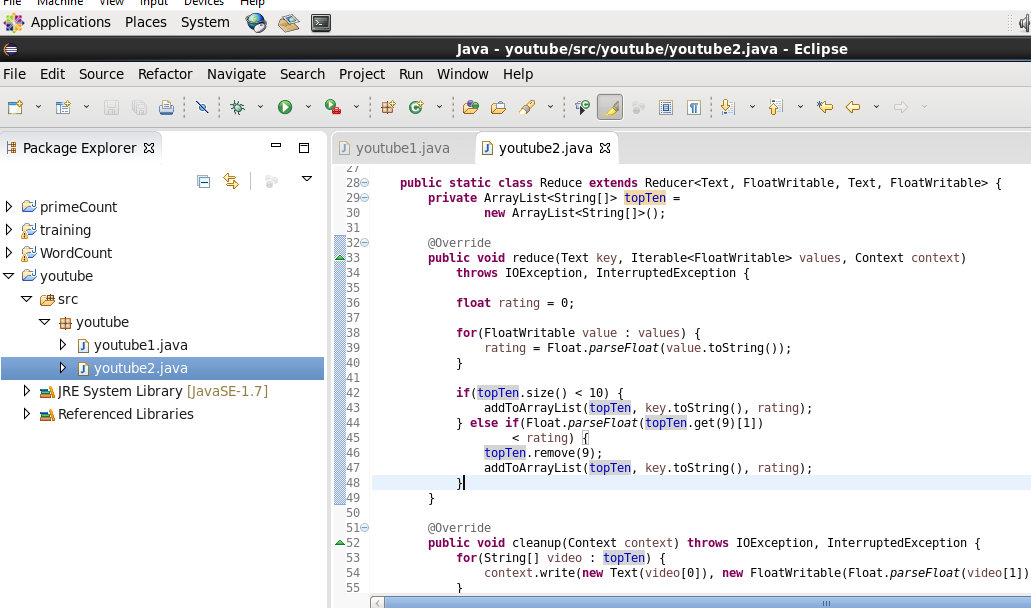 File Machine View Input Devices Help
Applications Places System
Java - youtube/src/youtube/youtube2.java - Eclipse
File Edit Source Refactor Navigate Search Project Run Window Help
Package Explorer
youtube1.java youtube2.java
primeCount
training
WordCount
youtube
src
youtube
youtube1.java
youtube2.java
JRE System Library [JavaSE-1.7]
Referenced Libraries
27
28 public static class Reduce extends Reducer<Text, FloatWritable, Text, FloatWritable> {
29 private ArrayList<String[]> topTen =
30 new ArrayList<String[]>();
31
32 @Override
33 public void reduce(Text key, Iterable<FloatWritable> values, Context context)
34 throws IOException, InterruptedException {
35
36 float rating = 0;
37
38 for(FloatWritable value : values) {
39 rating = Float.parseFloat(value.toString());
40 }
41
42 if(topTen.size() < 10) {
43 addToArrayList(topTen, key.toString(), rating);
44 } else if(Float.parseFloat(topTen.get(9)[1])
45 < rating) {
46 topTen.remove(9);
47 addToArrayList(topTen, key.toString(), rating);
48 }
49 }
50
51 @Override
52 public void cleanup(Context context) throws IOException, InterruptedException {
53 for(String[] video : topTen) {
54 context.write(new Text(video[0]), new FloatWritable(Float.parseFloat(video[1])
55 }